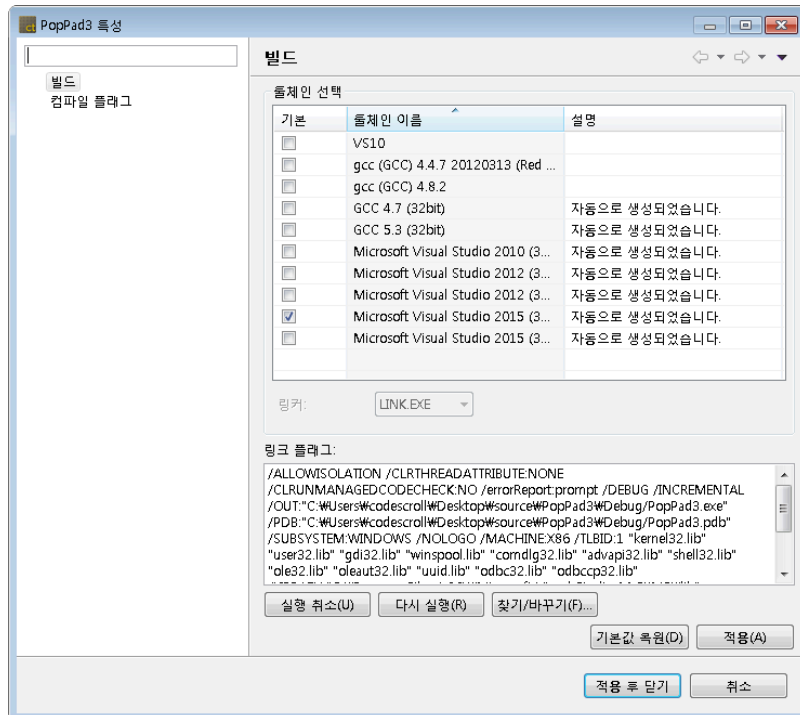 PopPad3 특성
빌드
컴파일 플래그
빌드
툴체인 선택
기본 툴체인 이름 설명
VS10
gcc (GCC) 4.4.7 20120313 (Red ...
gcc (GCC) 4.8.2
GCC 4.7 (32bit) 자동으로 생성되었습니다.
GCC 5.3 (32bit) 자동으로 생성되었습니다.
Microsoft Visual Studio 2010 (3... 자동으로 생성되었습니다.
Microsoft Visual Studio 2012 (3... 자동으로 생성되었습니다.
Microsoft Visual Studio 2012 (3... 자동으로 생성되었습니다.
Microsoft Visual Studio 2015 (3... 자동으로 생성되었습니다.
Microsoft Visual Studio 2015 (3... 자동으로 생성되었습니다.
링커: LINK.EXE
링크 플래그:
/ALLOWISOLATION /CLRTHREADATTRIBUTE:NONE
/CLRUNMANAGEDCODECHECK:NO /errorReport:prompt /DEBUG /INCREMENTAL
/OUT:"C:₩Users₩codescroll₩Desktop₩source₩PopPad3₩Debug/PopPad3.exe"
/PDB:"C:₩Users₩codescroll₩Desktop₩source₩PopPad3₩Debug/PopPad3.pdb"
/SUBSYSTEM:WINDOWS /NOLOGO /MACHINE:X86 /TLBID:1 "kernel32.lib"
"user32.lib" "gdi32.lib" "winspool.lib" "comdlg32.lib" "advapi32.lib" "shell32.lib"
"ole32.lib" "oleaut32.lib" "uuid.lib" "odbc32.lib" "odbccp32.lib"
실행 취소(U) 다시 실행(R) 찾기/바꾸기(F)...
기본값 복원(D) 적용(A)
적용 후 닫기 취소